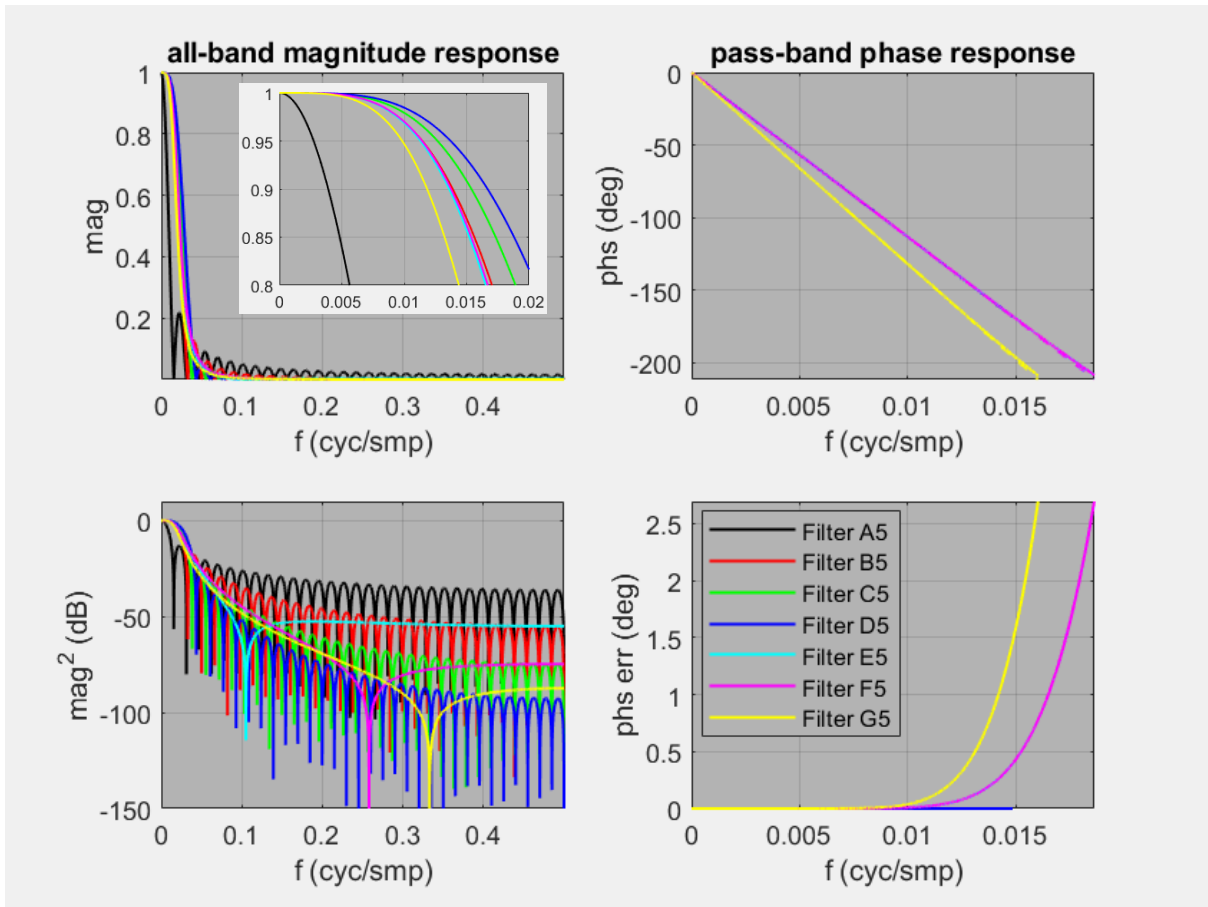 all-band magnitude response
1
0.8
0.6
0.4
0.2
mag
0 0.1 0.2 0.3 0.4
f (cyc/smp)
1
0.95
0.9
0.85
0.8
0 0.005 0.01 0.015 0.02
pass-band phase response
0
-50
-100
-150
-200
phs (deg)
0 0.005 0.01 0.015
f (cyc/smp)
0
-50
-100
-150
mag² (dB)
0 0.1 0.2 0.3 0.4
f (cyc/smp)
2.5
2
1.5
1
0.5
0
phs err (deg)
0 0.005 0.01 0.015
f (cyc/smp)
Filter A5
Filter B5
Filter C5
Filter D5
Filter E5
Filter F5
Filter G5